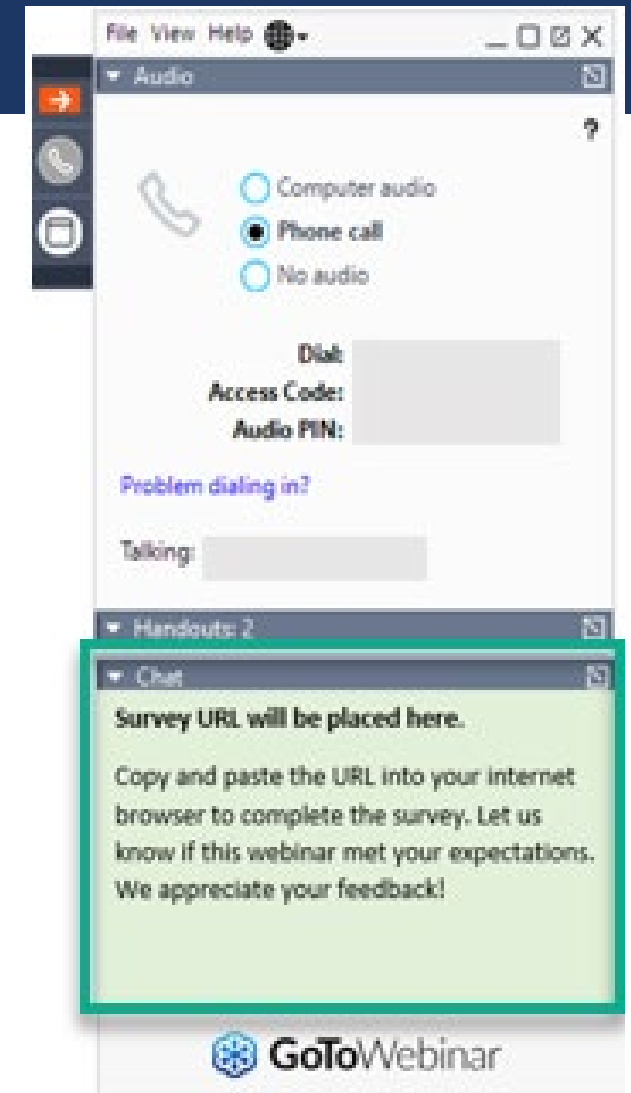 File View Help
Audio
?
Computer audio
Phone call
No audio
Dial:
Access Code:
Audio PIN:
Problem dialing in?
Talking:
Handouts: 2
Chat
Survey URL will be placed here.
Copy and paste the URL into your internet
browser to complete the survey. Let us
know if this webinar met your expectations.
We appreciate your feedback!
GoToWebinar